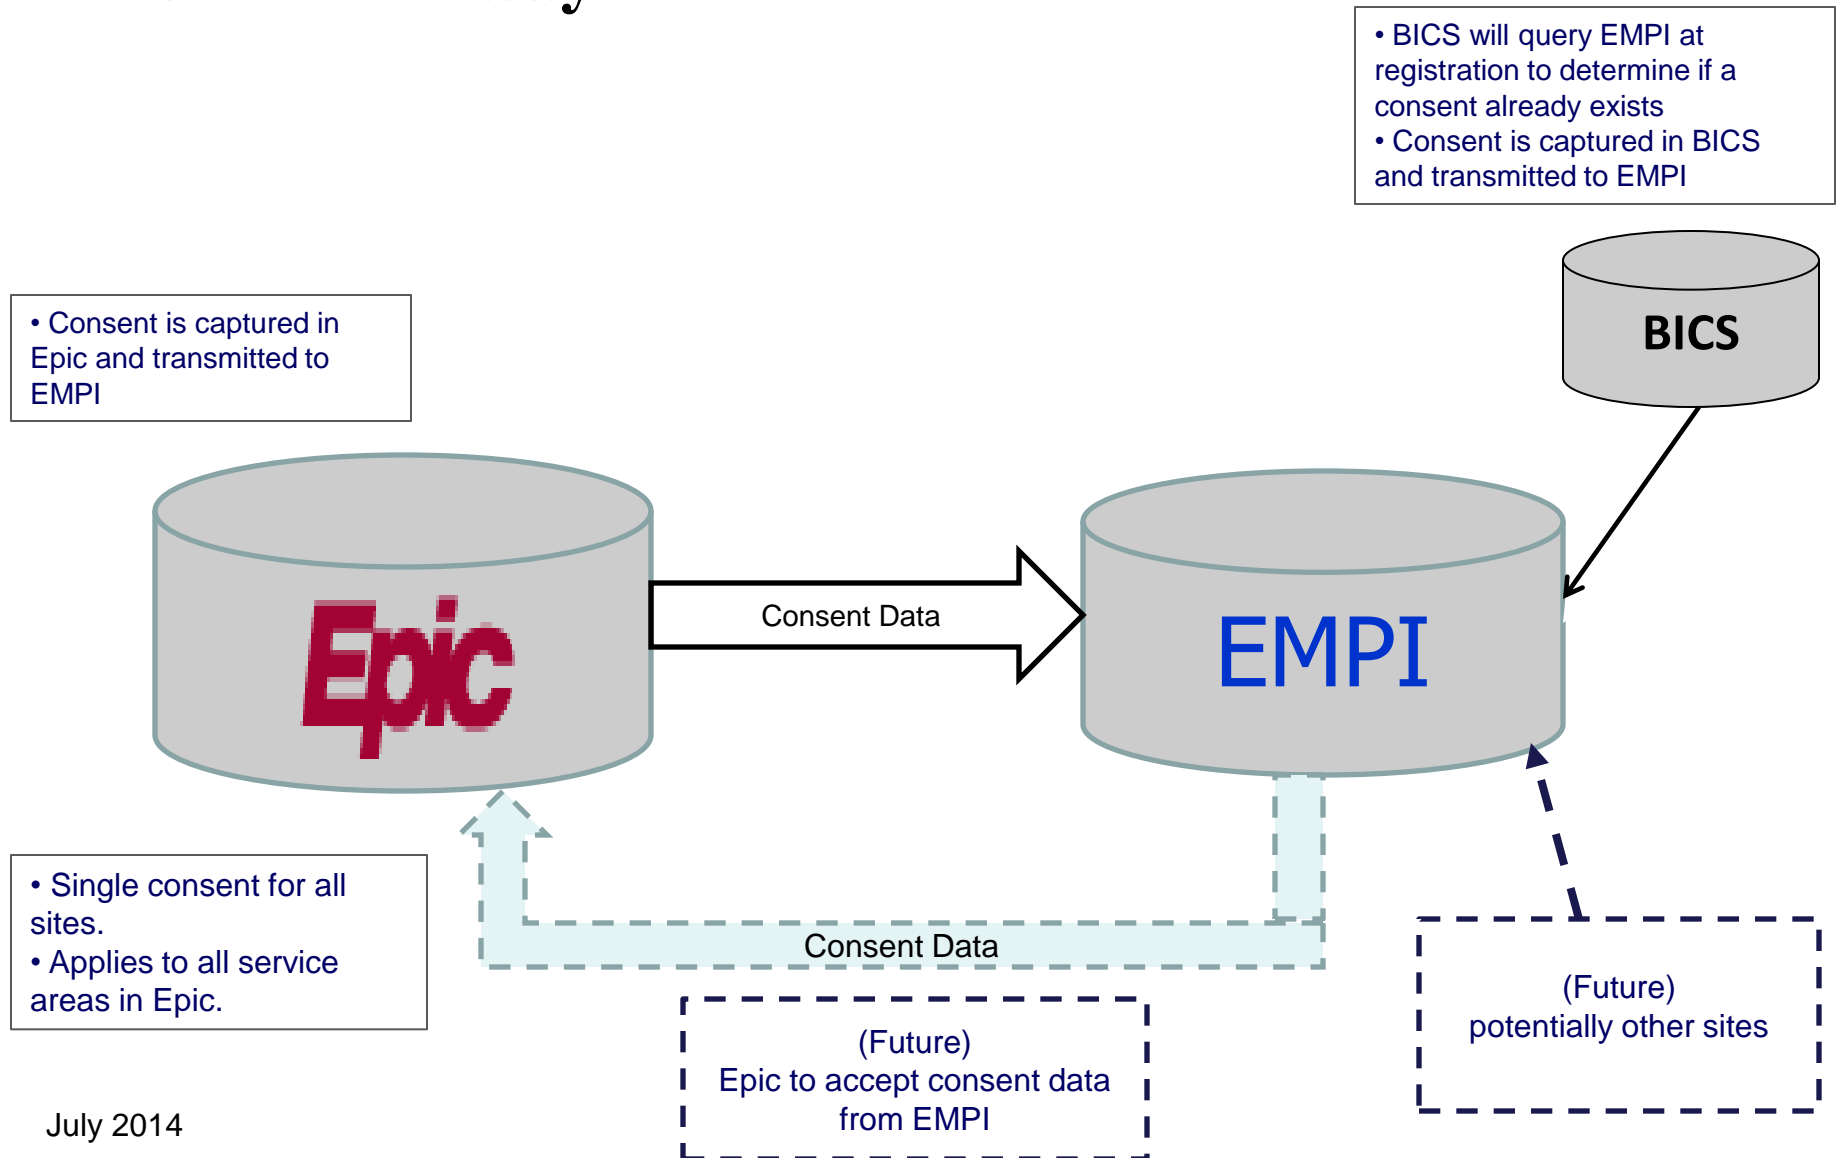 • BICS will query EMPI at
registration to determine if a
consent already exists
• Consent is captured in BICS
and transmitted to EMPI
BICS
• Consent is captured in
Epic and transmitted to
EMPI
Epic
Consent Data
EMPI
• Single consent for all
sites.
• Applies to all service
areas in Epic.
Consent Data
(Future)
Epic to accept consent data
from EMPI
(Future)
potentially other sites
July 2014